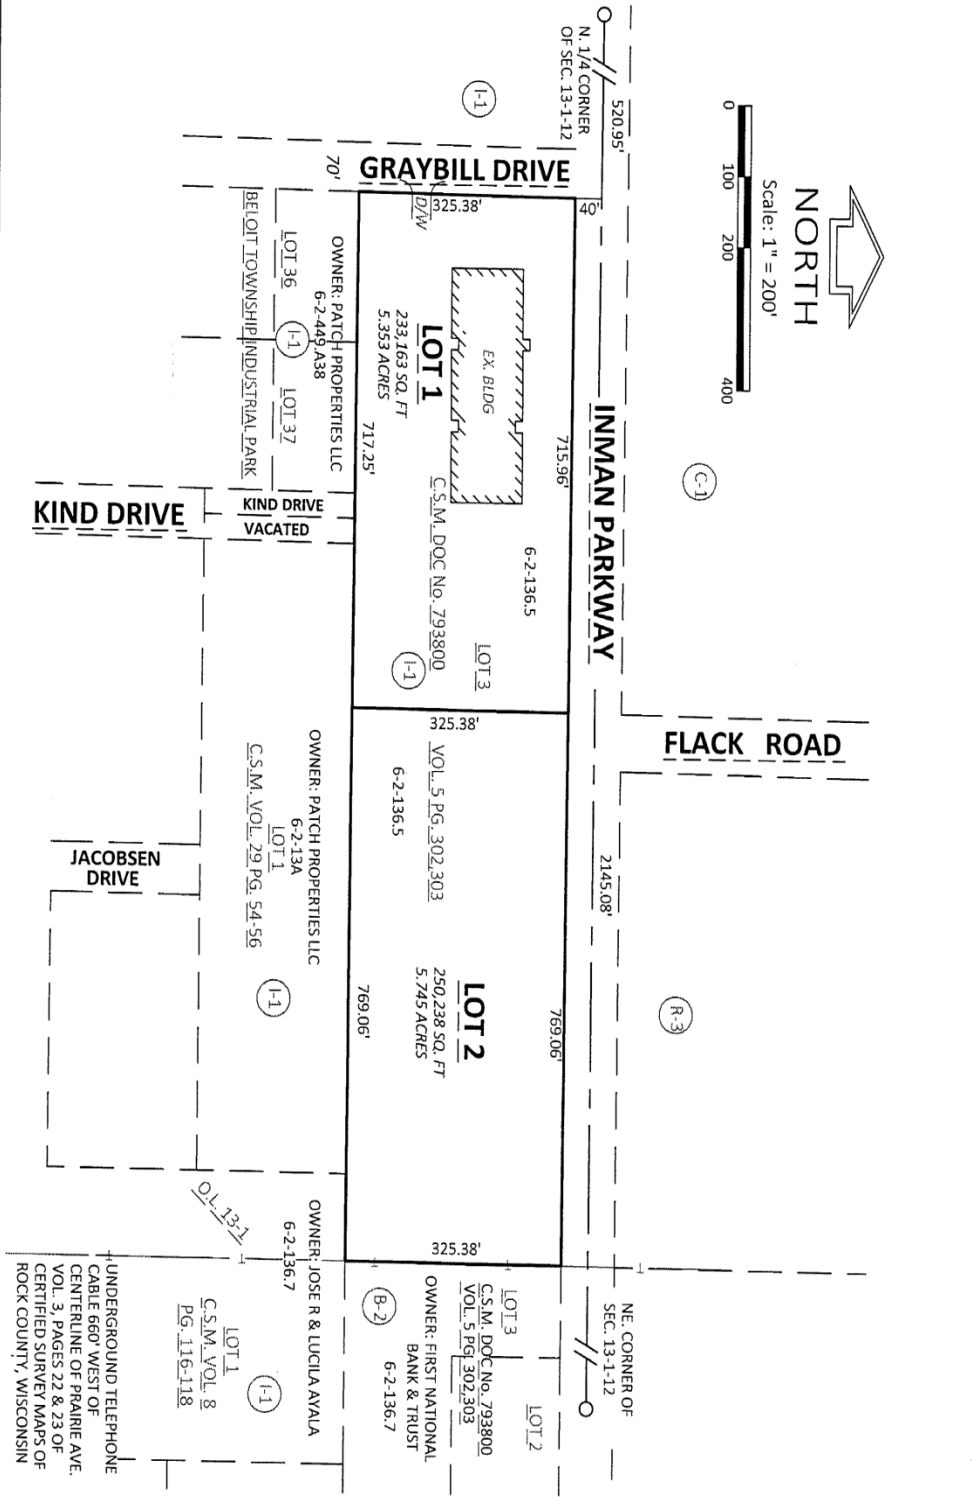 NORTH
Scale: 1" = 200'
0
100
200
400
C-1
R-3
FLACK ROAD
N. 1/4 CORNER
OF SEC. 13-1-12
520.95'
INMAN PARKWAY
2145.08'
NE. CORNER OF
SEC. 13-1-12
I-1
GRAYBILL DRIVE
70'
40'
D/W
325.38'
715.96'
EX. BLDG
6-2-136.5
LOT 3
LOT 1
233,163 SQ. FT
5.353 ACRES
C.S.M. DOC No. 793800
I-1
717.25'
325.38'
VOL. 5 PG. 302,303
6-2-136.5
769.06'
LOT 2
250,238 SQ. FT
5.745 ACRES
769.06'
325.38'
LOT 3
LOT 2
C.S.M. DOC No. 793800
VOL. 5 PG. 302,303
OWNER: FIRST NATIONAL
BANK & TRUST
6-2-136.7
B-2
OWNER: PATCH PROPERTIES LLC
6-2-449.A38
LOT 36
I-1
LOT 37
BELOIT TOWNSHIP INDUSTRIAL PARK
KIND DRIVE
VACATED
KIND DRIVE
OWNER: PATCH PROPERTIES LLC
6-2-13A
LOT 1
C.S.M. VOL. 29 PG. 54-56
I-1
JACOBSEN
DRIVE
OWNER: JOSE R & LUCILA AYALA
6-2-136.7
O.L. 13-1
I-1
LOT 1
C.S.M. VOL. 8
PG. 116-118
UNDERGROUND TELEPHONE
CABLE 660' WEST OF
CENTERLINE OF PRAIRIE AVE.
VOL. 3, PAGES 22 & 23 OF
CERTIFIED SURVEY MAPS OF
ROCK COUNTY, WISCONSIN